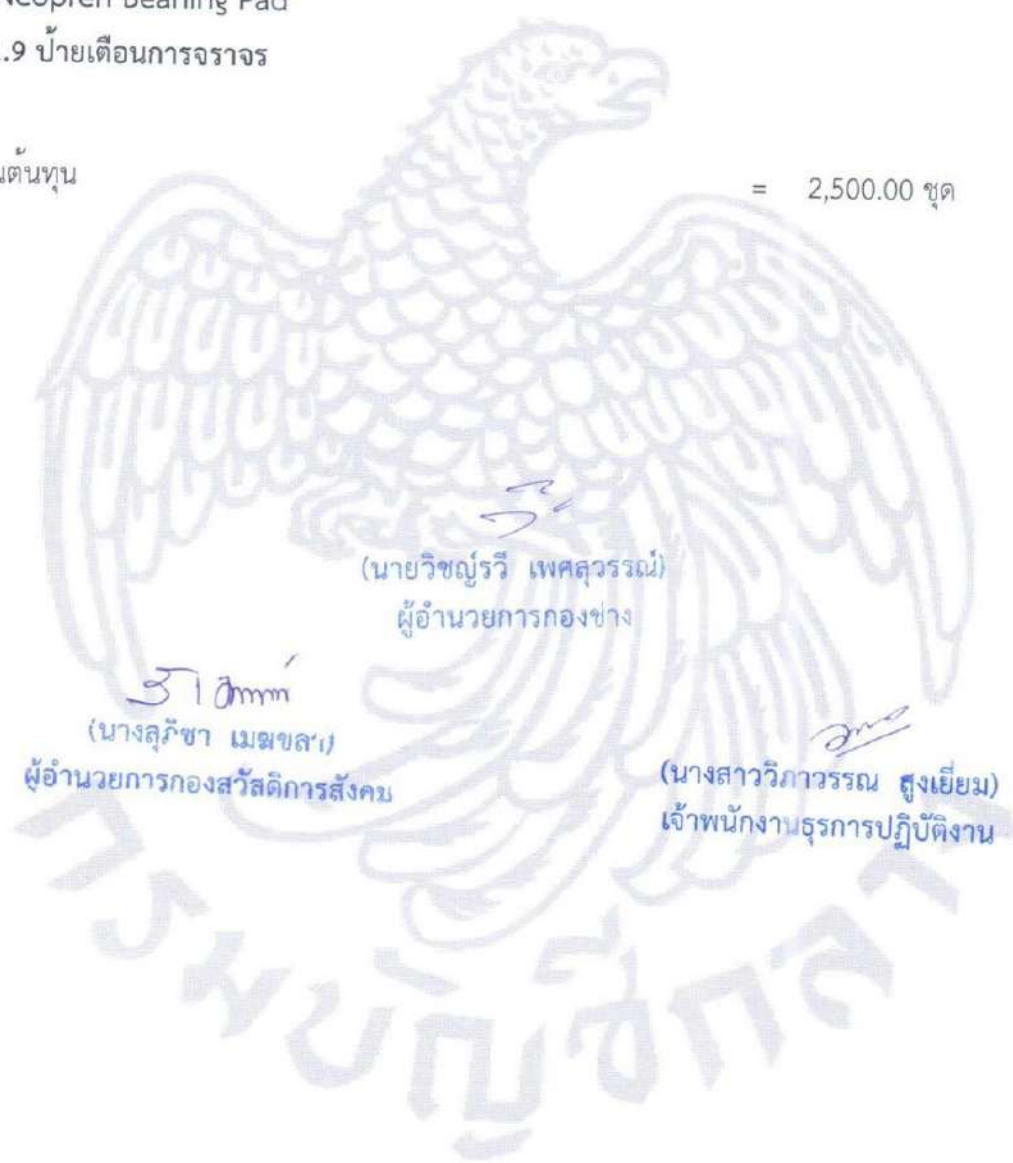 Neopren Bearing Pad
.9 ป้ายเตือนการจราจร
นต้นทุน = 2,500.00 ชุด
(นายวิชญ์รวี เพศลุวรรณ์)
ผู้อำนวยการกองช่าง
(นางสุภีชา เมฆขลา)
ผู้อำนวยการกองสวัสดิการสังคม
(นางสาววิภาวรรณ สูงเยี่ยม)
เจ้าพนักงานธุรการปฏิบัติงาน
กรมบัญชีกลาง